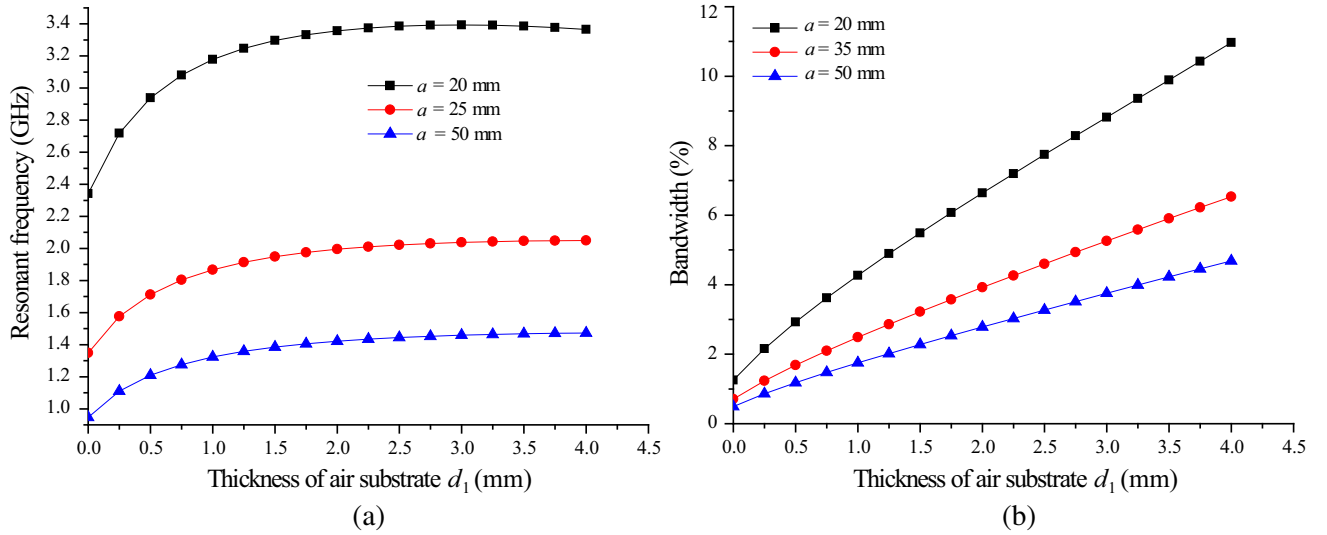 3.4
3.2
3.0
2.8
2.6
2.4
2.2
2.0
1.8
1.6
1.4
1.2
1.0
Resonant frequency (GHz)
a = 20 mm
a = 25 mm
a = 50 mm
0.0 0.5 1.0 1.5 2.0 2.5 3.0 3.5 4.0 4.5
Thickness of air substrate d₁ (mm)
(a)
12
10
8
6
4
2
0
Bandwidth (%)
a = 20 mm
a = 35 mm
a = 50 mm
0.0 0.5 1.0 1.5 2.0 2.5 3.0 3.5 4.0 4.5
Thickness of air substrate d₁ (mm)
(b)